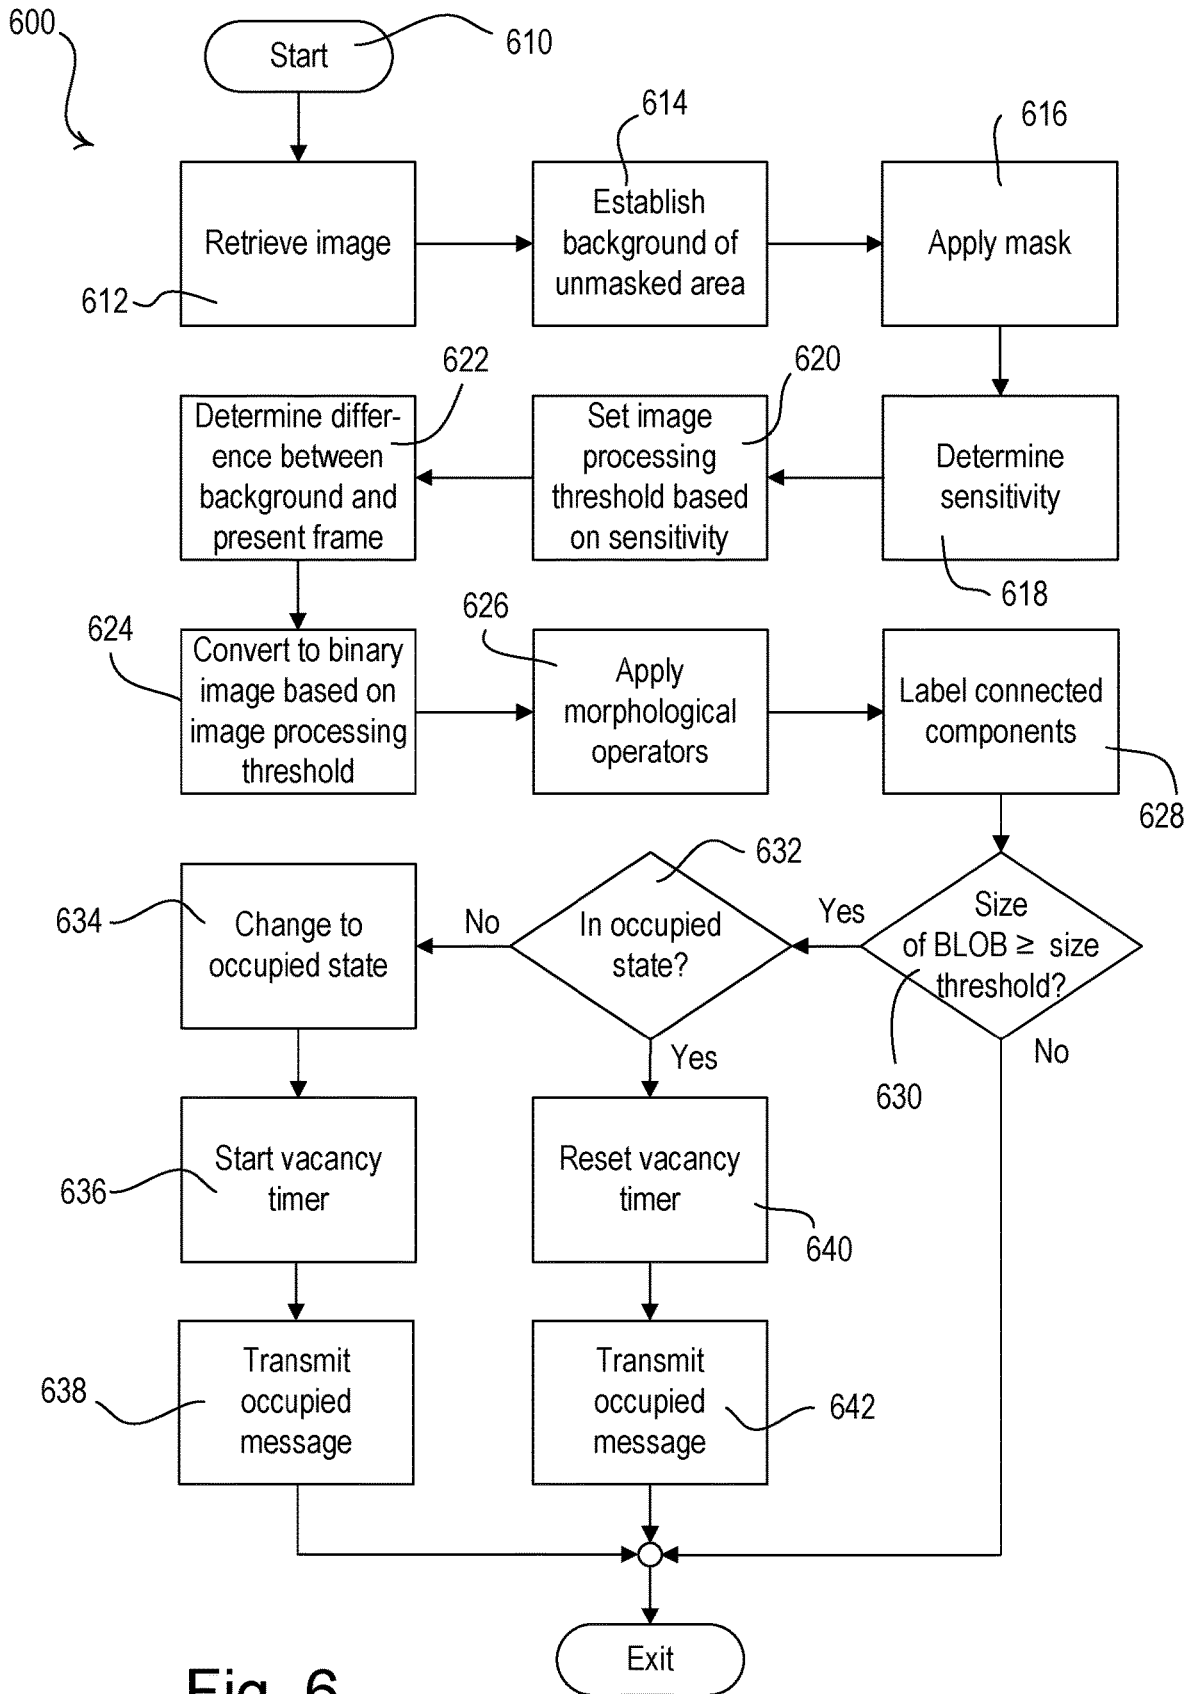 600
Start
610
614
616
Retrieve image
612
Establish
background of
unmasked area
Apply mask
622
620
Determine differ-
ence between
background and
present frame
Set image
processing
threshold based
on sensitivity
Determine
sensitivity
618
624
626
Convert to binary
image based on
image processing
threshold
Apply
morphological
operators
Label connected
components
628
632
634
Change to
occupied state
No
In occupied
state?
Yes
Size
of BLOB ≥ size
threshold?
Yes
No
630
636
Start vacancy
timer
Reset vacancy
timer
640
638
Transmit
occupied
message
Transmit
occupied
message
642
Exit
Fig. 6